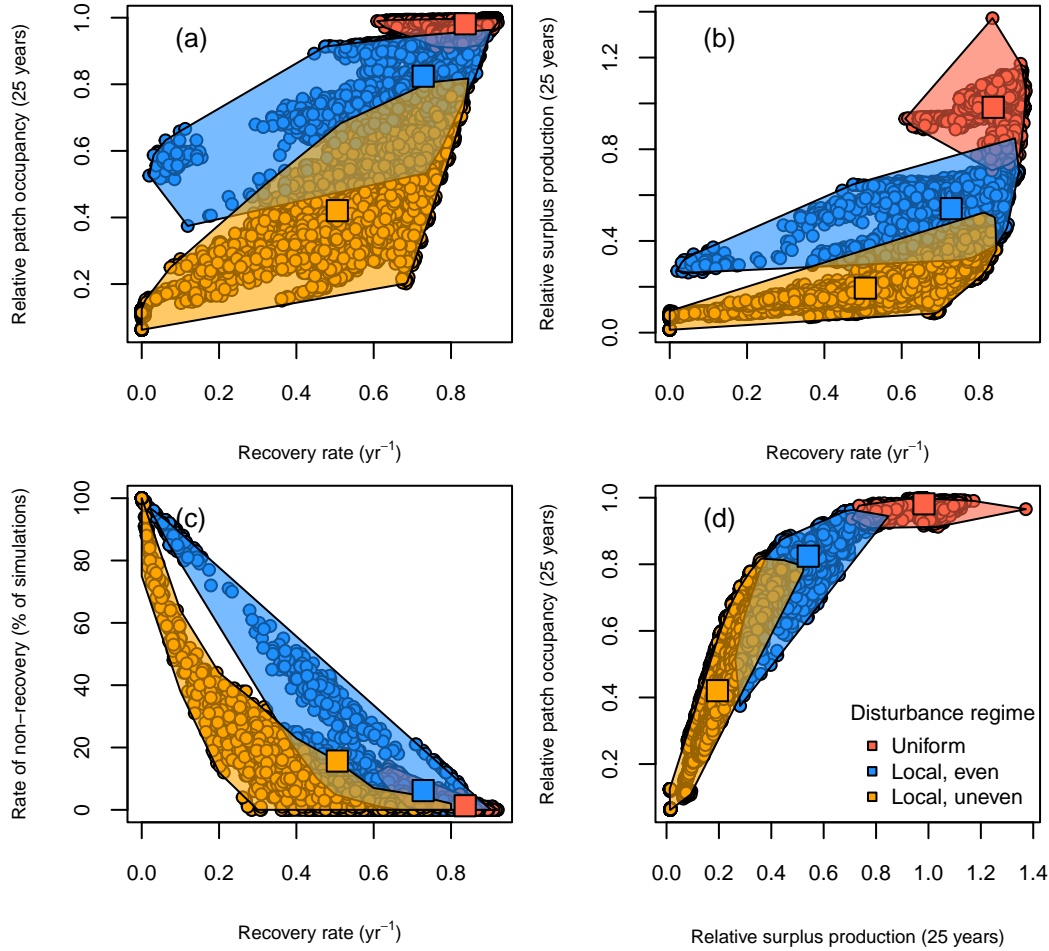 (a)
Relative patch occupancy (25 years)
1.0
0.8
0.6
0.4
0.2
0.0 0.2 0.4 0.6 0.8
Recovery rate (yr−1)
(b)
Relative surplus production (25 years)
1.2
0.8
0.4
0.0
0.0 0.2 0.4 0.6 0.8
Recovery rate (yr−1)
(c)
Rate of non−recovery (% of simulations)
100
80
60
40
20
0
0.0 0.2 0.4 0.6 0.8
Recovery rate (yr−1)
(d)
Relative patch occupancy (25 years)
1.0
0.8
0.6
0.4
0.2
Disturbance regime
Uniform
Local, even
Local, uneven
0.0 0.2 0.4 0.6 0.8 1.0 1.2 1.4
Relative surplus production (25 years)